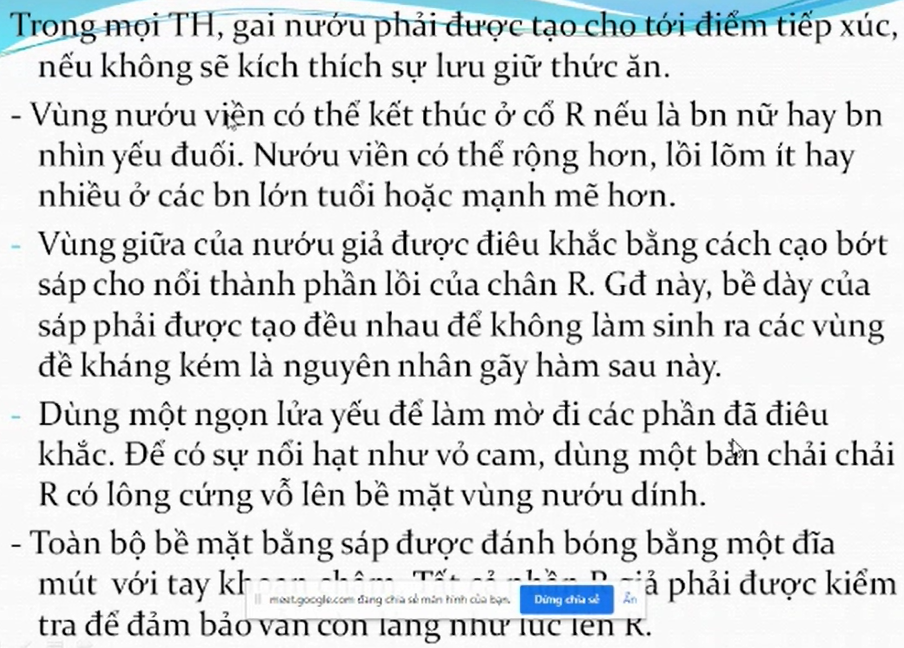 Trong mọi TH, gai nướu phải được tạo cho tới điểm tiếp xúc,
nếu không sẽ kích thích sự lưu giữ thức ăn.
- Vùng nướu viền có thể kết thúc ở cổ R nếu là bn nữ hay bn
nhìn yếu đuối. Nướu viền có thể rộng hơn, lồi lõm ít hay
nhiều ở các bn lớn tuổi hoặc mạnh mẽ hơn.
- Vùng giữa của nướu giả được điêu khắc bằng cách cạo bớt
sáp cho nổi thành phần lồi của chân R. Gđ này, bề dày của
sáp phải được tạo đều nhau để không làm sinh ra các vùng
đề kháng kém là nguyên nhân gãy hàm sau này.
- Dùng một ngọn lửa yếu để làm mờ đi các phần đã điêu
khắc. Để có sự nổi hạt như vỏ cam, dùng một bàn chải chải
R có lông cứng vỗ lên bề mặt vùng nướu dính.
- Toàn bộ bề mặt bằng sáp được đánh bóng bằng một đĩa
mút với tay khoan chậm. Tất cả phần R giả phải được kiểm
meet.google.com đang chia sẻ màn hình của bạn. Dừng chia sẻ Ẩn
tra để đảm bảo vẫn còn láng như lúc lên R.